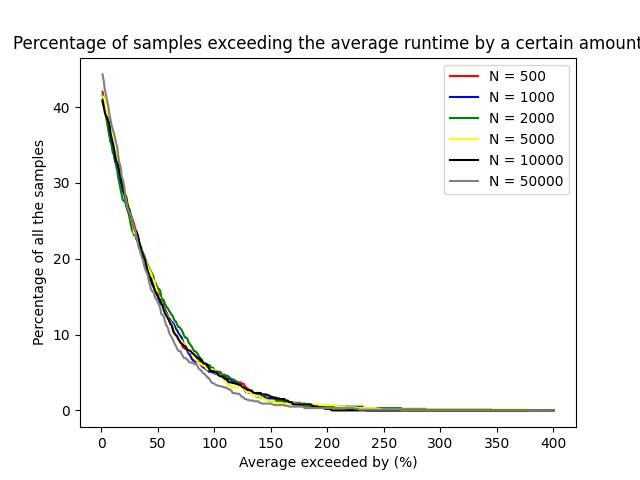 Percentage of samples exceeding the average runtime by a certain amount
N = 500
N = 1000
N = 2000
N = 5000
N = 10000
N = 50000
40
30
20
10
0
Percentage of all the samples
0 50 100 150 200 250 300 350 400
Average exceeded by (%)